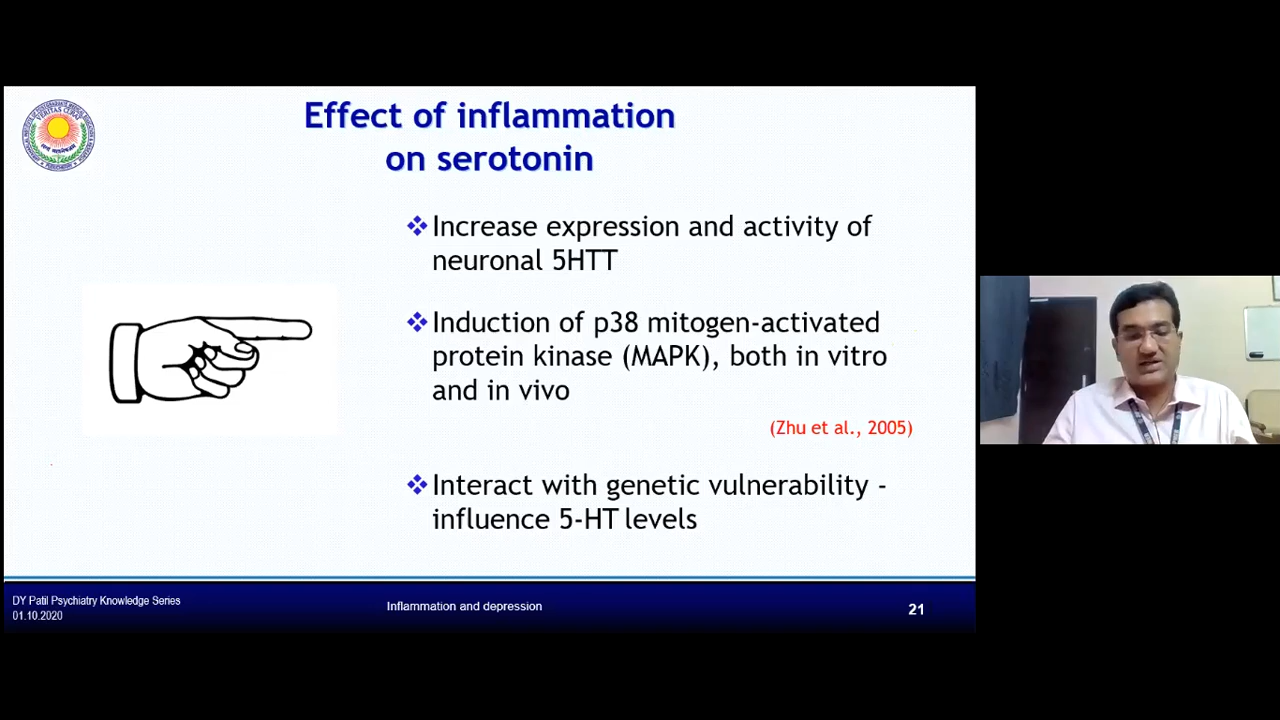 Effect of inflammation
on serotonin
❖Increase expression and activity of
neuronal 5HTT
❖Induction of p38 mitogen-activated
protein kinase (MAPK), both in vitro
and in vivo
(Zhu et al., 2005)
❖Interact with genetic vulnerability -
influence 5-HT levels
DY Patil Psychiatry Knowledge Series
01.10.2020
Inflammation and depression
21